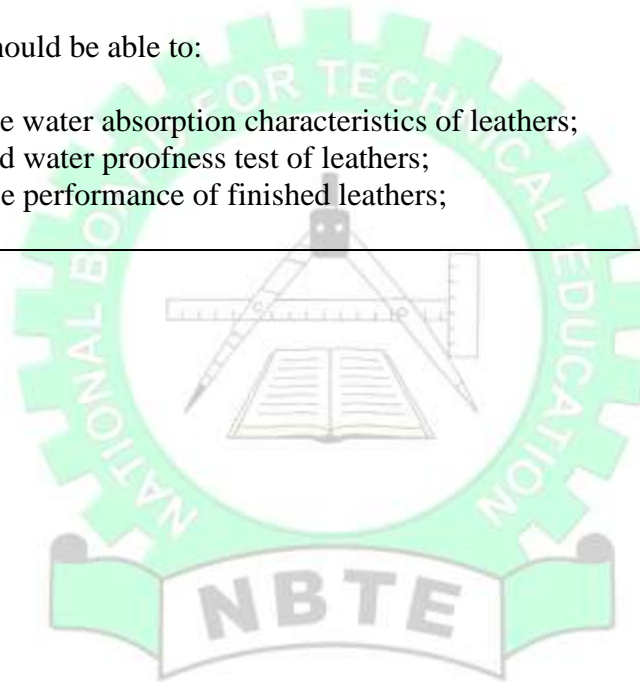 hould be able to:
e water absorption characteristics of leathers;
d water proofness test of leathers;
e performance of finished leathers;
NATIONAL BOARD FOR TECHNICAL EDUCATION
NBTE